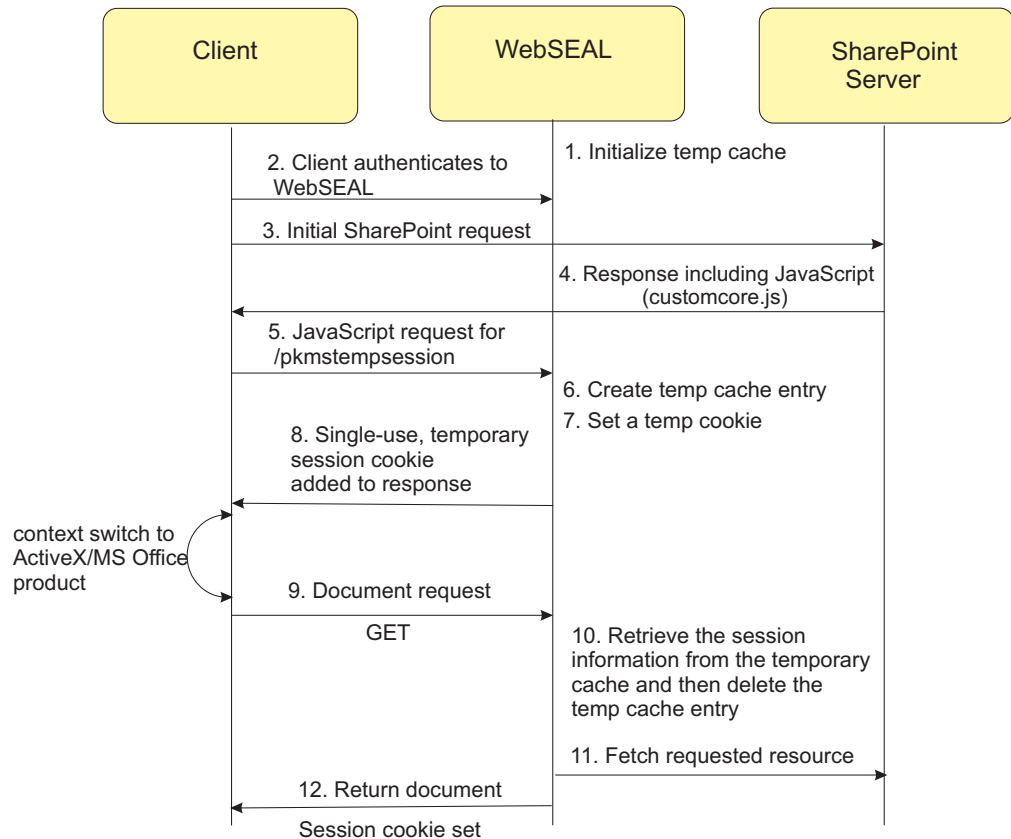 Client
WebSEAL
SharePoint
Server
1. Initialize temp cache
2. Client authenticates to
WebSEAL
3. Initial SharePoint request
4. Response including JavaScript
(customcore.js)
5. JavaScript request for
/pkmstempsession
6. Create temp cache entry
7. Set a temp cookie
8. Single-use, temporary
session cookie
added to response
context switch to
ActiveX/MS Office
product
9. Document request
GET
10. Retrieve the session
information from the temporary
cache and then delete the
temp cache entry
11. Fetch requested resource
12. Return document
Session cookie set